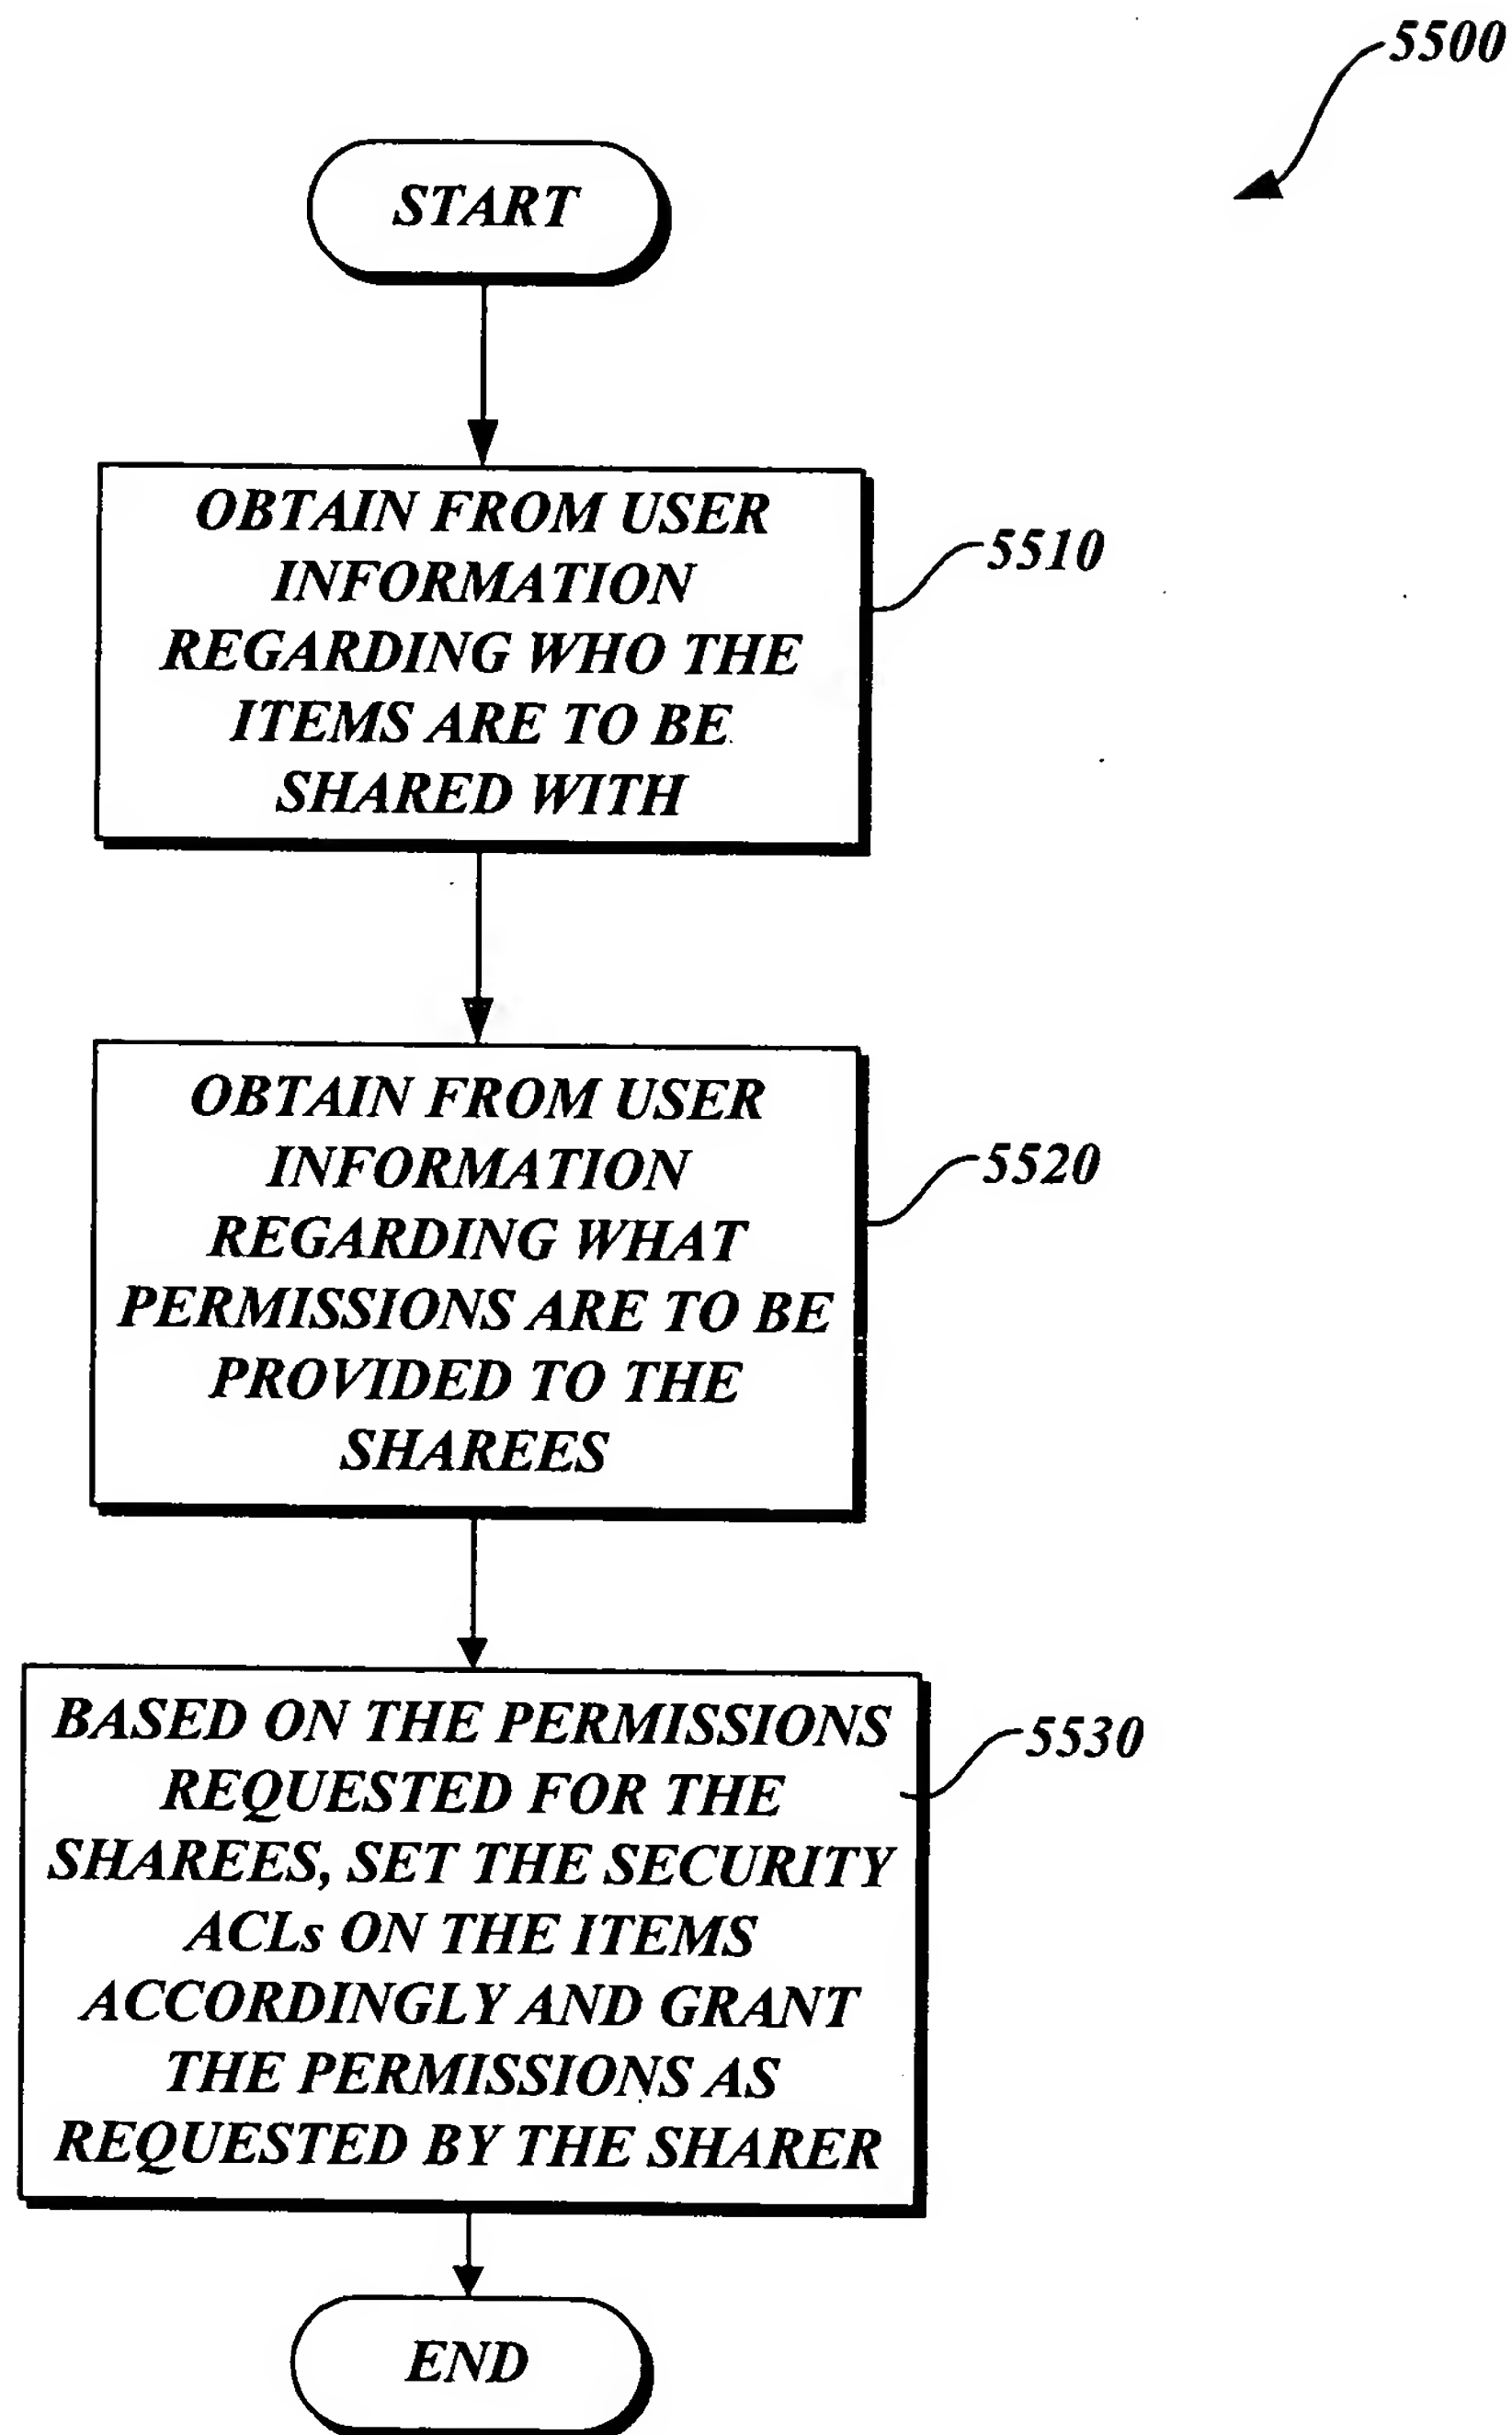 5500
START
OBTAIN FROM USER
INFORMATION
REGARDING WHO THE
ITEMS ARE TO BE
SHARED WITH
5510
OBTAIN FROM USER
INFORMATION
REGARDING WHAT
PERMISSIONS ARE TO BE
PROVIDED TO THE
SHAREES
5520
BASED ON THE PERMISSIONS
REQUESTED FOR THE
SHAREES, SET THE SECURITY
ACLs ON THE ITEMS
ACCORDINGLY AND GRANT
THE PERMISSIONS AS
REQUESTED BY THE SHARER
5530
END